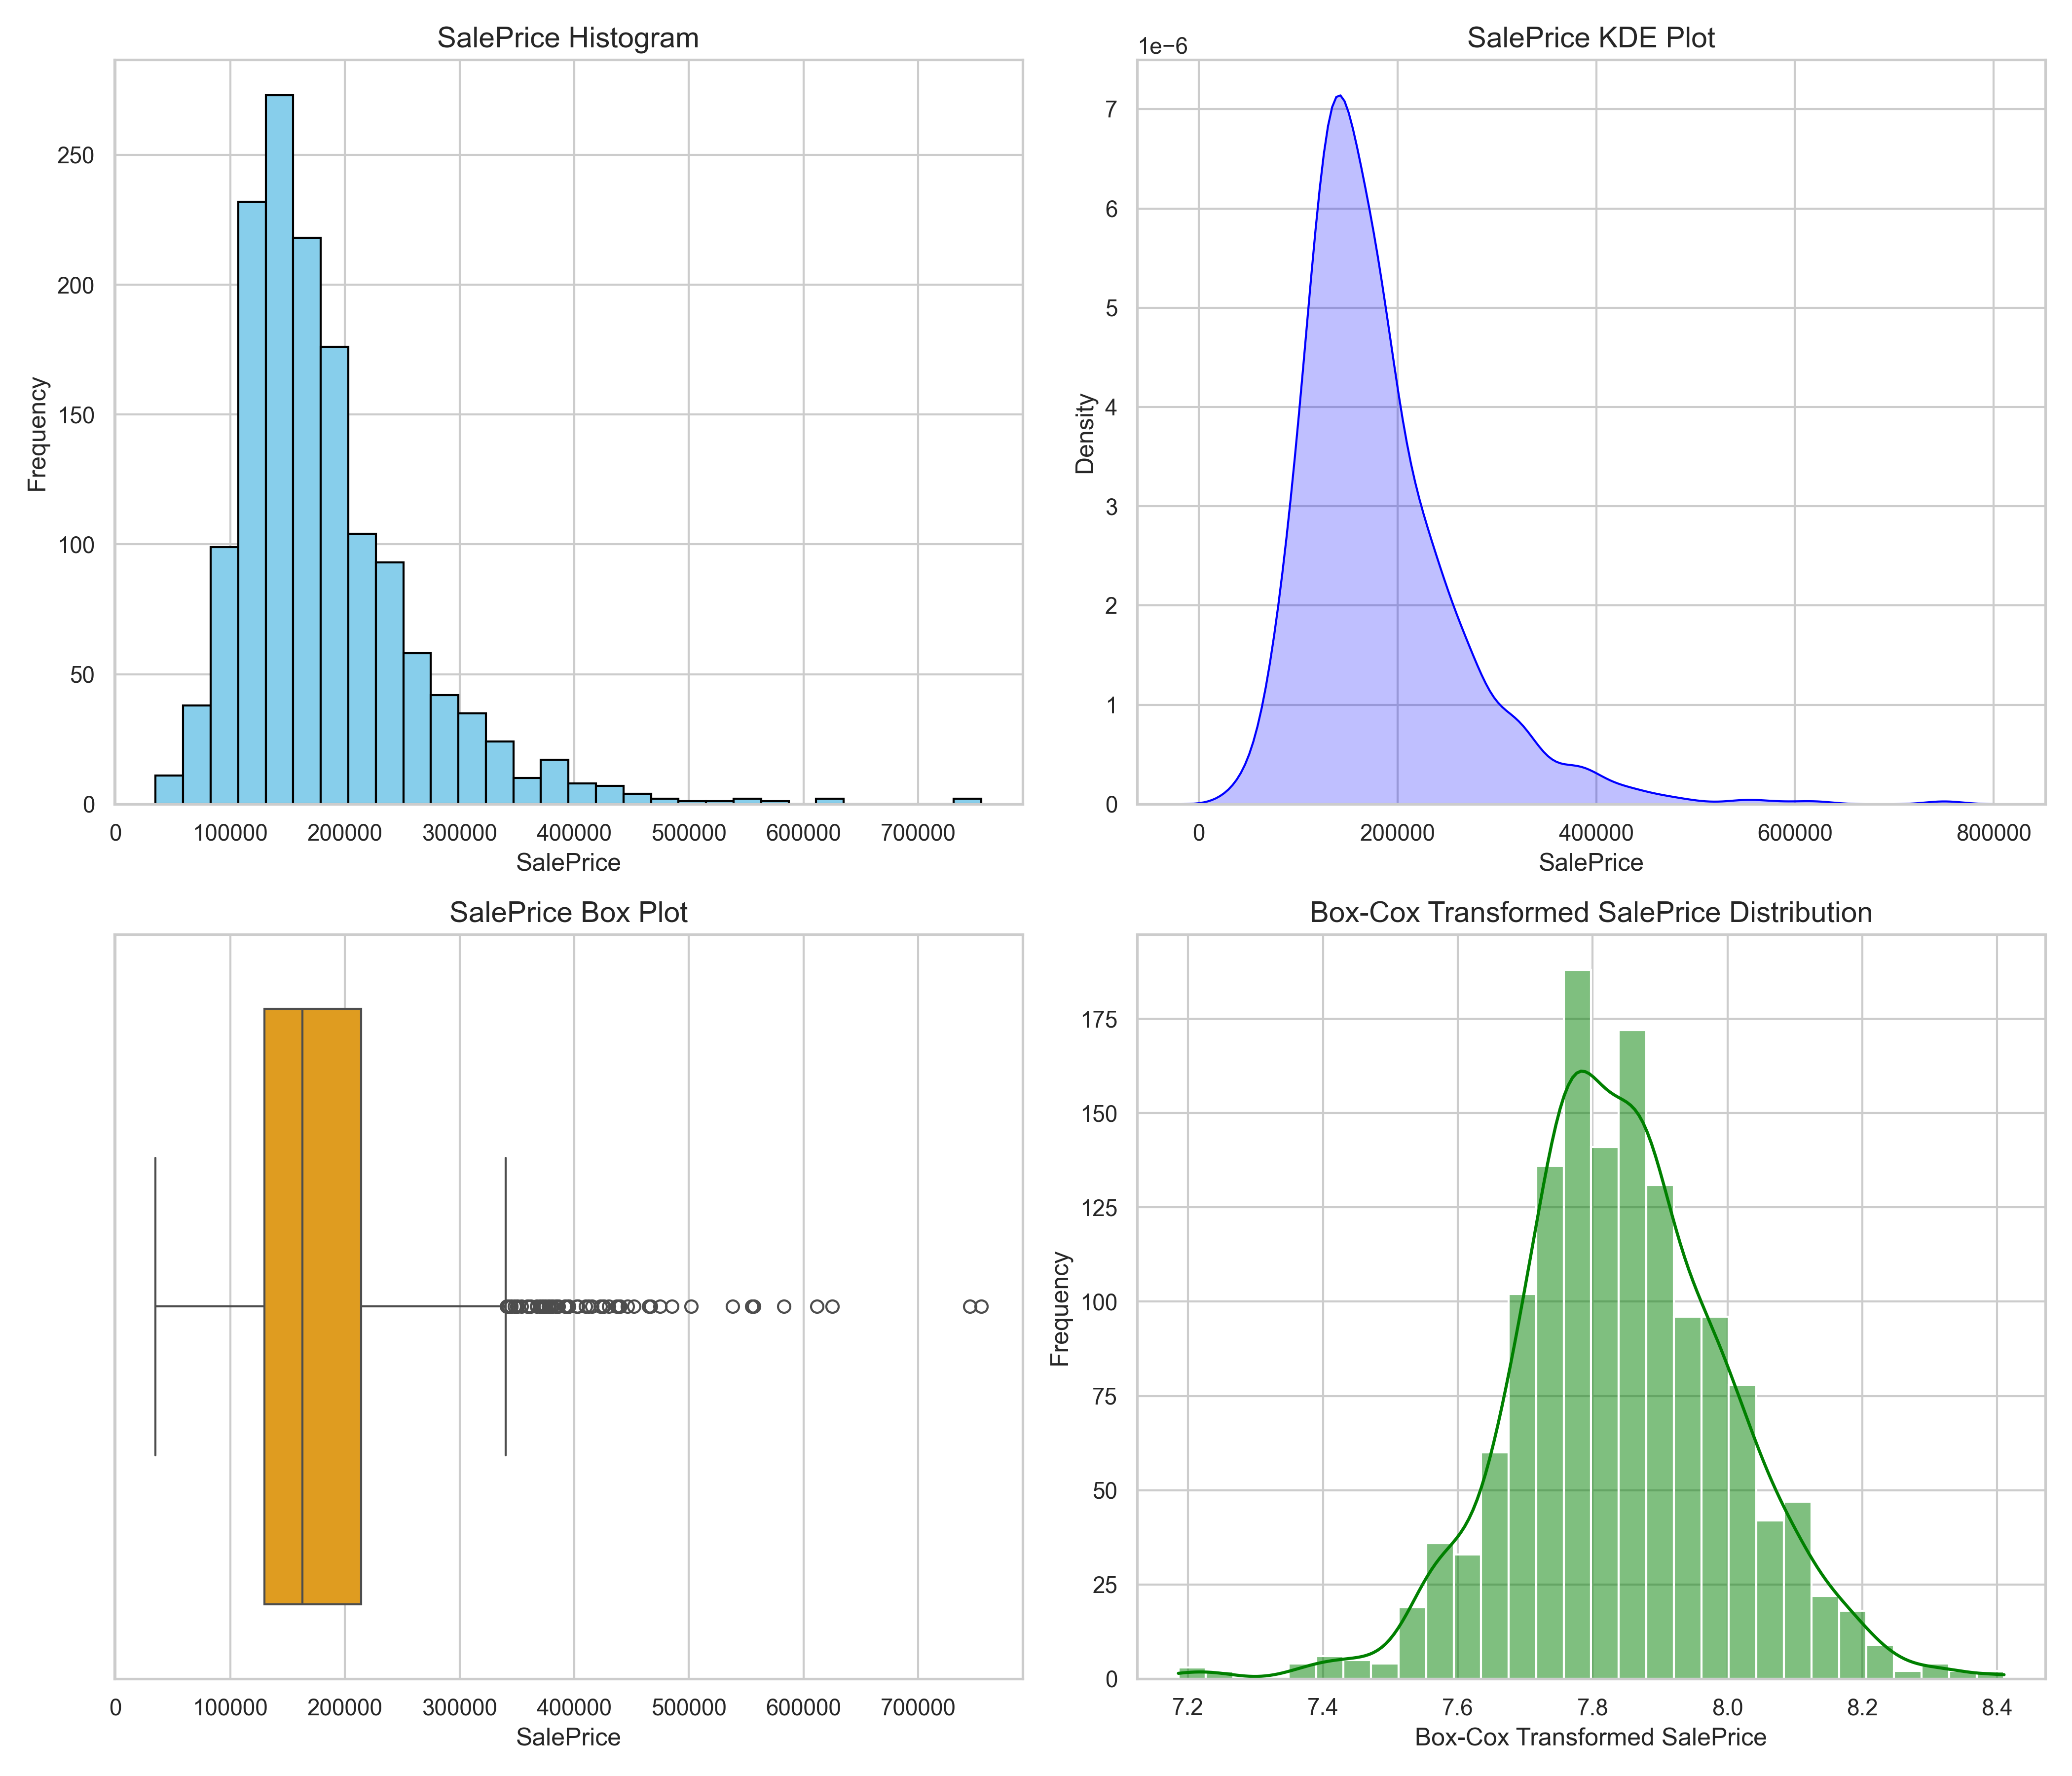 SalePrice Histogram
Frequency
250
200
150
100
50
0
0 100000 200000 300000 400000 500000 600000 700000
SalePrice
SalePrice KDE Plot
1e−6
Density
7
6
5
4
3
2
1
0
0 200000 400000 600000 800000
SalePrice
SalePrice Box Plot
0 100000 200000 300000 400000 500000 600000 700000
SalePrice
Box-Cox Transformed SalePrice Distribution
Frequency
175
150
125
100
75
50
25
0
7.2 7.4 7.6 7.8 8.0 8.2 8.4
Box-Cox Transformed SalePrice